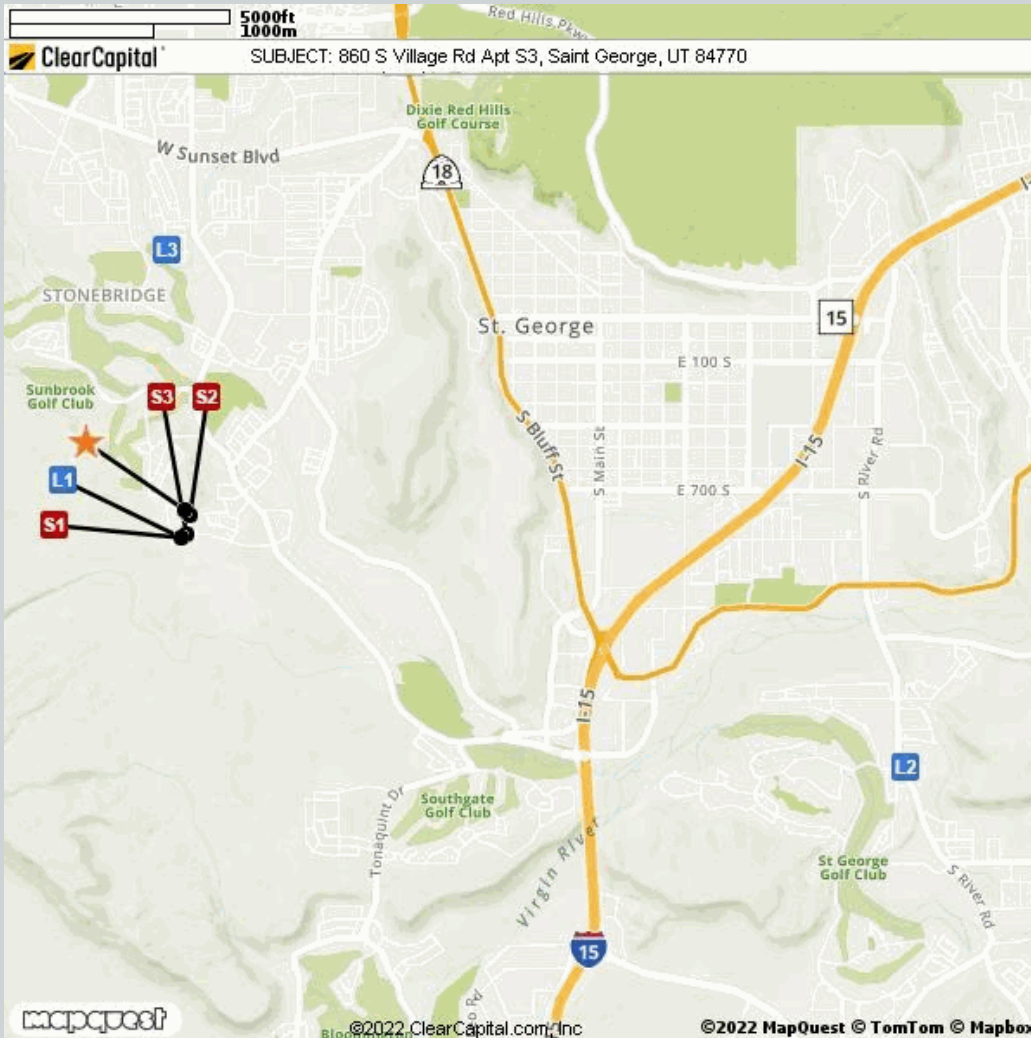 5000ft
1000m
Red Hills Pkwy
ClearCapital
SUBJECT: 860 S Village Rd Apt S3, Saint George, UT 84770
Dixie Red Hills
Golf Course
W Sunset Blvd
18
L3
STONEBRIDGE
15
St. George
E 100 S
Sunbrook
Golf Club
S3
S2
S Bluff St
S Main St
I-15
S River Rd
L1
E 700 S
S1
I-15
L2
Tonaquint Dr
Southgate
Golf Club
Virgin River
St George
Golf Club
S River Rd
15
mapquest
©2022 ClearCapital.com, Inc
©2022 MapQuest © TomTom © Mapbox